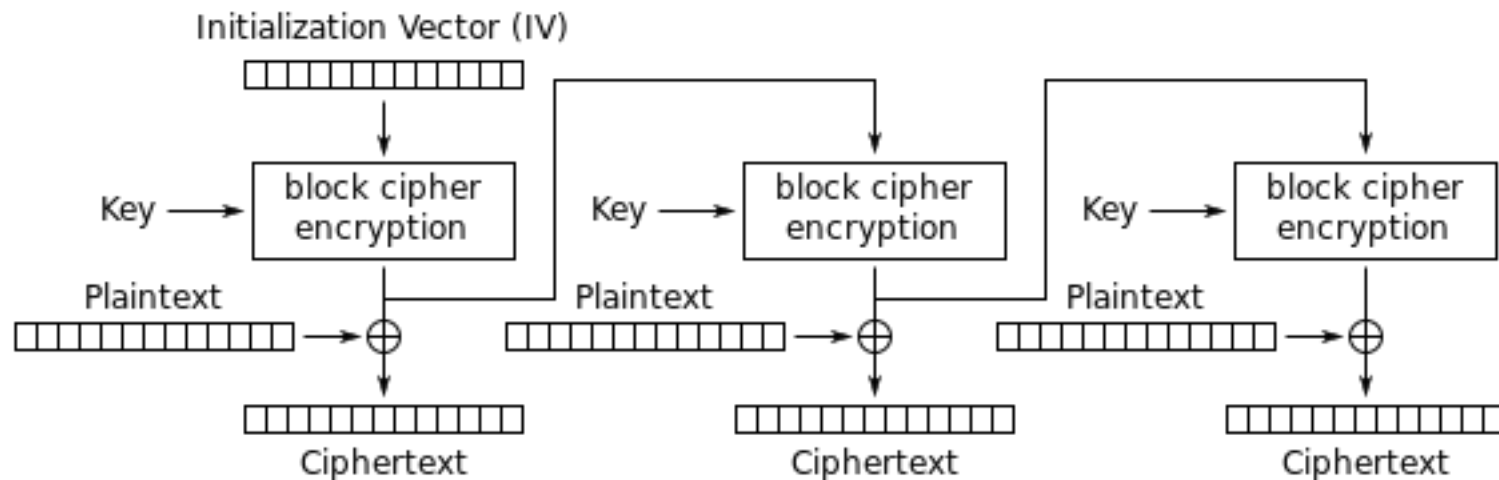 Initialization Vector (IV)
Key
block cipher
encryption
Key
block cipher
encryption
Key
block cipher
encryption
Plaintext
Plaintext
Plaintext
Ciphertext
Ciphertext
Ciphertext